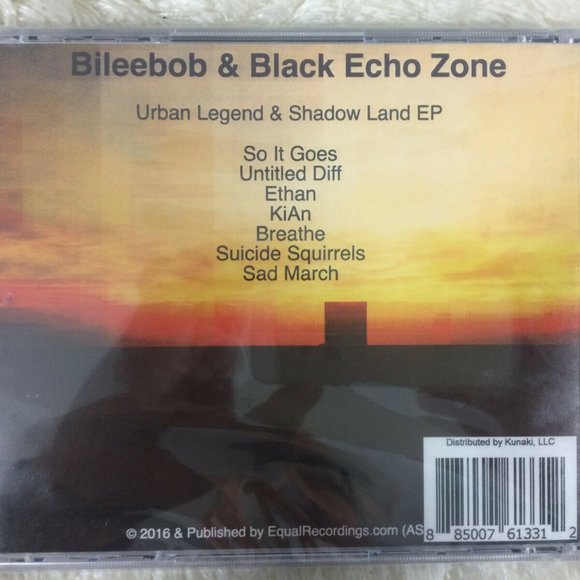 Bileebob & Black Echo Zone
Urban Legend & Shadow Land EP
So It Goes
Untitled Diff
Ethan
KiAn
Breathe
Suicide Squirrels
Sad March
Distributed by Kunaki, LLC
© 2016 & Published by EqualRecordings.com (AS
8 85007 61331 2